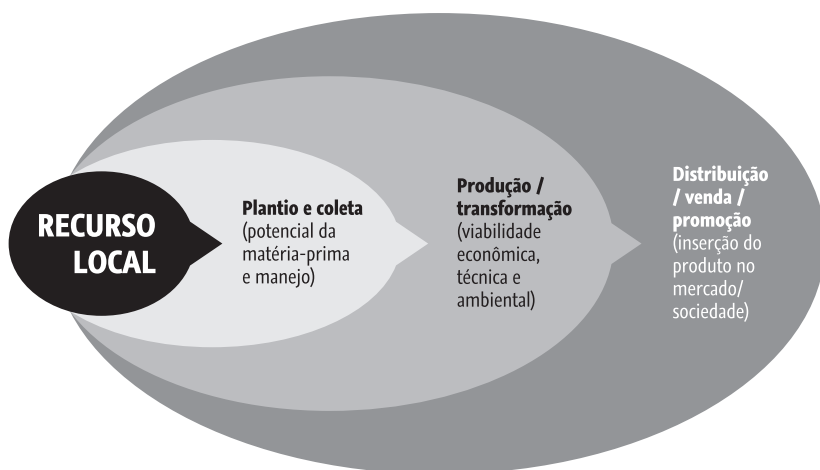 RECURSO
LOCAL
Plantio e coleta
(potencial da
matéria-prima
e manejo)
Produção /
transformação
(viabilidade
econômica,
técnica e
ambiental)
Distribuição
/ venda /
promoção
(inserção do
produto no
mercado/
sociedade)